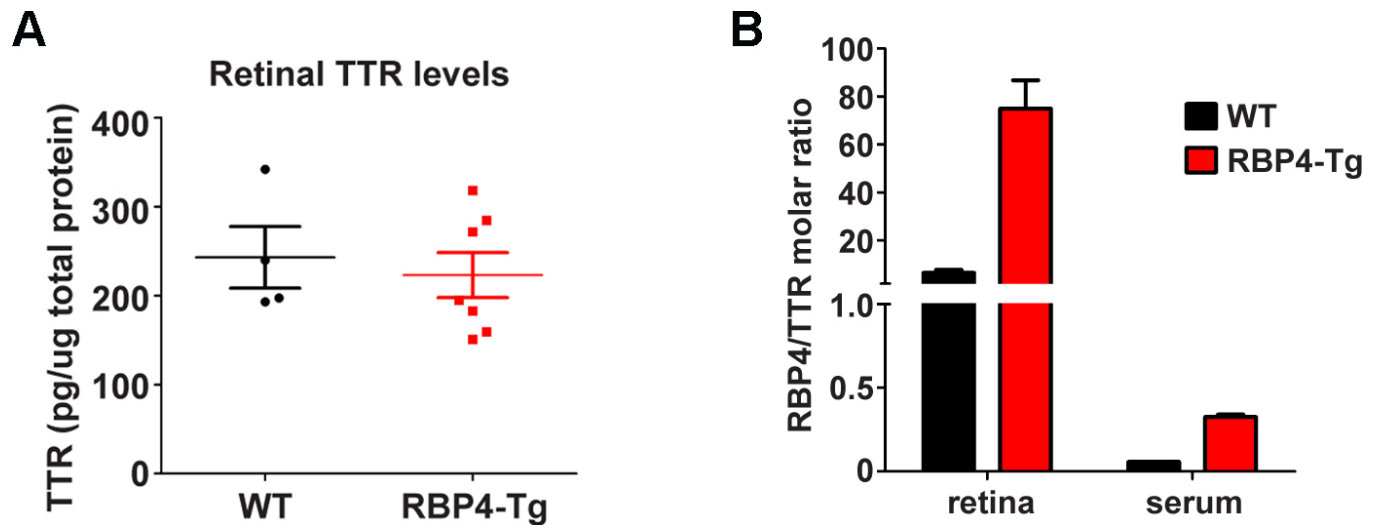 A
Retinal TTR levels
TTR (pg/ug total protein)
400
300
200
100
0
WT
RBP4-Tg
B
RBP4/TTR molar ratio
100
80
60
40
20
1.0
0.5
0
WT
RBP4-Tg
retina
serum